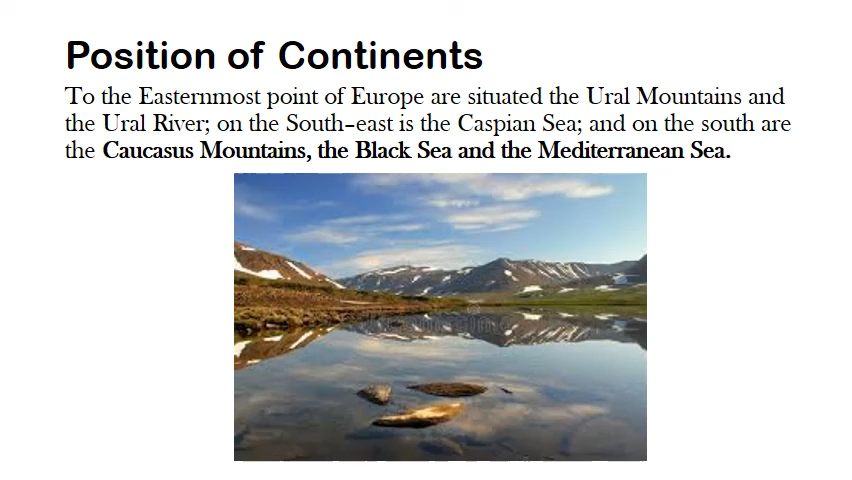 Position of Continents
To the Easternmost point of Europe are situated the Ural Mountains and
the Ural River; on the South-east is the Caspian Sea; and on the south are
the Caucasus Mountains, the Black Sea and the Mediterranean Sea.